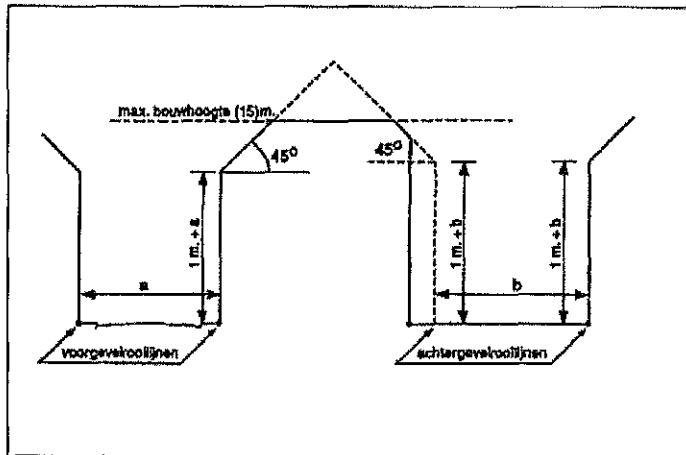 max. bouwhoogte (15)m.
45°
45°
1 m. + a
1 m. + b
1 m. + b
a
b
voorgevelrooilijnen
achtergevelrooilijnen